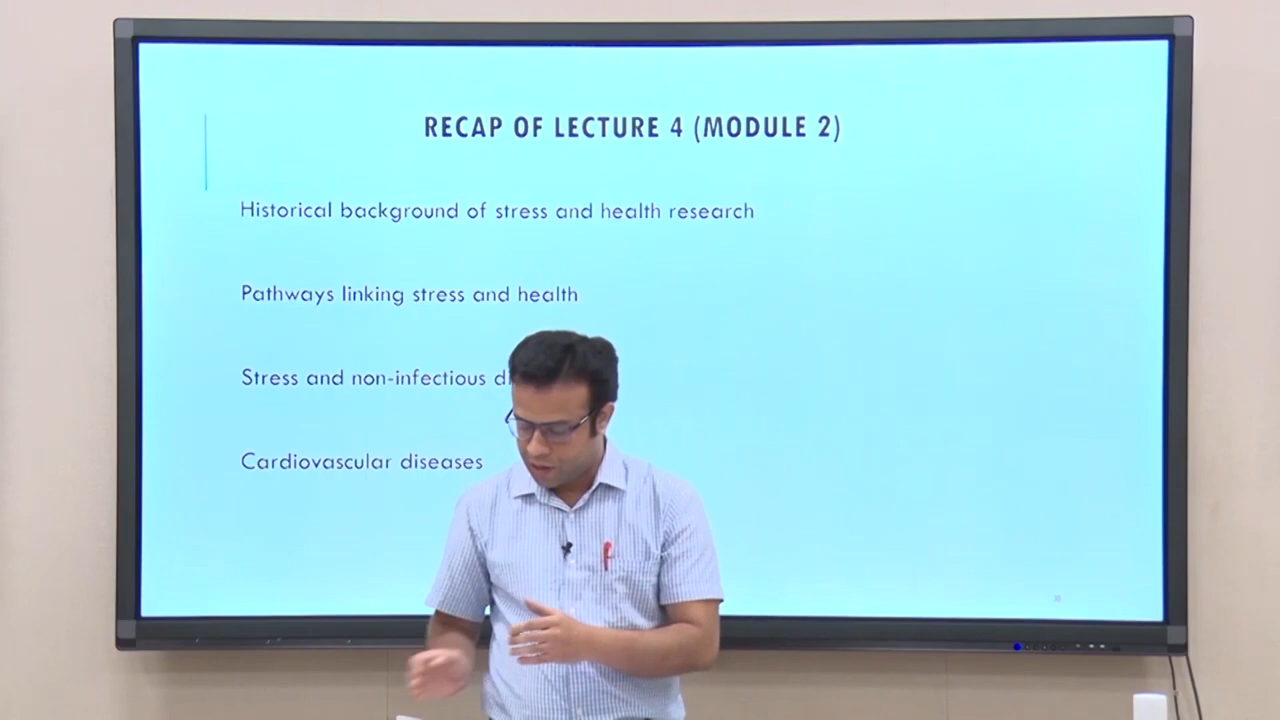 RECAP OF LECTURE 4 (MODULE 2)
Historical background of stress and health research
Pathways linking stress and health
Stress and non-infectious
Cardiovascular diseases